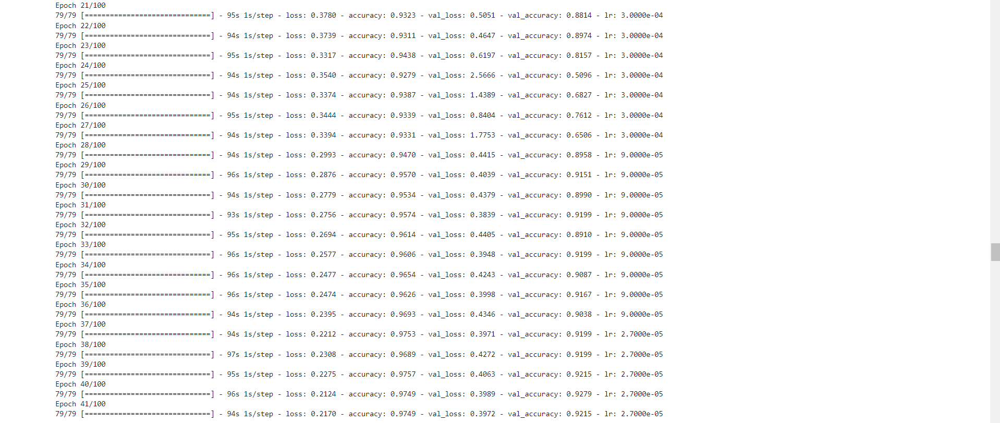 Epoch 21/100
79/79 [==============================] - 95s 1s/step - loss: 0.3780 - accuracy: 0.9323 - val_loss: 0.5051 - val_accuracy: 0.8814 - lr: 3.0000e-04
Epoch 22/100
79/79 [==============================] - 94s 1s/step - loss: 0.3739 - accuracy: 0.9311 - val_loss: 0.4647 - val_accuracy: 0.8974 - lr: 3.0000e-04
Epoch 23/100
79/79 [==============================] - 95s 1s/step - loss: 0.3317 - accuracy: 0.9438 - val_loss: 0.6197 - val_accuracy: 0.8157 - lr: 3.0000e-04
Epoch 24/100
79/79 [==============================] - 94s 1s/step - loss: 0.3540 - accuracy: 0.9279 - val_loss: 2.5666 - val_accuracy: 0.5096 - lr: 3.0000e-04
Epoch 25/100
79/79 [==============================] - 94s 1s/step - loss: 0.3374 - accuracy: 0.9387 - val_loss: 1.4389 - val_accuracy: 0.6827 - lr: 3.0000e-04
Epoch 26/100
79/79 [==============================] - 95s 1s/step - loss: 0.3444 - accuracy: 0.9339 - val_loss: 0.8404 - val_accuracy: 0.7612 - lr: 3.0000e-04
Epoch 27/100
79/79 [==============================] - 94s 1s/step - loss: 0.3394 - accuracy: 0.9331 - val_loss: 1.7753 - val_accuracy: 0.6506 - lr: 3.0000e-04
Epoch 28/100
79/79 [==============================] - 94s 1s/step - loss: 0.2993 - accuracy: 0.9470 - val_loss: 0.4415 - val_accuracy: 0.8958 - lr: 9.0000e-05
Epoch 29/100
79/79 [==============================] - 96s 1s/step - loss: 0.2876 - accuracy: 0.9570 - val_loss: 0.4039 - val_accuracy: 0.9151 - lr: 9.0000e-05
Epoch 30/100
79/79 [==============================] - 94s 1s/step - loss: 0.2779 - accuracy: 0.9534 - val_loss: 0.4379 - val_accuracy: 0.8990 - lr: 9.0000e-05
Epoch 31/100
79/79 [==============================] - 93s 1s/step - loss: 0.2756 - accuracy: 0.9574 - val_loss: 0.3839 - val_accuracy: 0.9199 - lr: 9.0000e-05
Epoch 32/100
79/79 [==============================] - 95s 1s/step - loss: 0.2694 - accuracy: 0.9614 - val_loss: 0.4405 - val_accuracy: 0.8910 - lr: 9.0000e-05
Epoch 33/100
79/79 [==============================] - 96s 1s/step - loss: 0.2577 - accuracy: 0.9606 - val_loss: 0.3948 - val_accuracy: 0.9199 - lr: 9.0000e-05
Epoch 34/100
79/79 [==============================] - 96s 1s/step - loss: 0.2477 - accuracy: 0.9654 - val_loss: 0.4243 - val_accuracy: 0.9087 - lr: 9.0000e-05
Epoch 35/100
79/79 [==============================] - 96s 1s/step - loss: 0.2474 - accuracy: 0.9626 - val_loss: 0.3998 - val_accuracy: 0.9167 - lr: 9.0000e-05
Epoch 36/100
79/79 [==============================] - 94s 1s/step - loss: 0.2395 - accuracy: 0.9693 - val_loss: 0.4346 - val_accuracy: 0.9038 - lr: 9.0000e-05
Epoch 37/100
79/79 [==============================] - 94s 1s/step - loss: 0.2212 - accuracy: 0.9753 - val_loss: 0.3971 - val_accuracy: 0.9199 - lr: 2.7000e-05
Epoch 38/100
79/79 [==============================] - 97s 1s/step - loss: 0.2308 - accuracy: 0.9689 - val_loss: 0.4272 - val_accuracy: 0.9199 - lr: 2.7000e-05
Epoch 39/100
79/79 [==============================] - 95s 1s/step - loss: 0.2275 - accuracy: 0.9757 - val_loss: 0.4063 - val_accuracy: 0.9215 - lr: 2.7000e-05
Epoch 40/100
79/79 [==============================] - 96s 1s/step - loss: 0.2124 - accuracy: 0.9749 - val_loss: 0.3989 - val_accuracy: 0.9279 - lr: 2.7000e-05
Epoch 41/100
79/79 [==============================] - 94s 1s/step - loss: 0.2170 - accuracy: 0.9749 - val_loss: 0.3972 - val_accuracy: 0.9215 - lr: 2.7000e-05